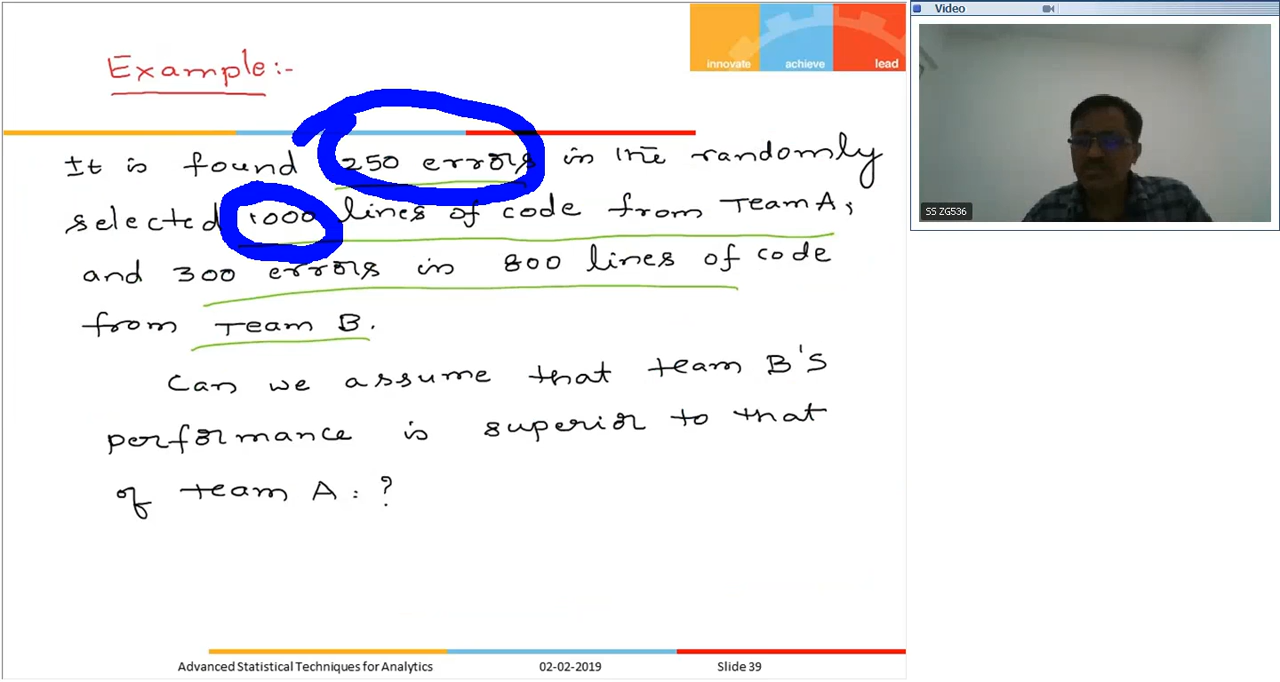 Example:-
It is found 250 errors in the randomly
selected 1000 lines of code from Team A,
and 300 errors in 800 lines of code
from Team B.
Can we assume that team B's
performance is superior to that
of team A: ?
innovate achieve lead
Video
SS ZG536
Advanced Statistical Techniques for Analytics 02-02-2019 Slide 39